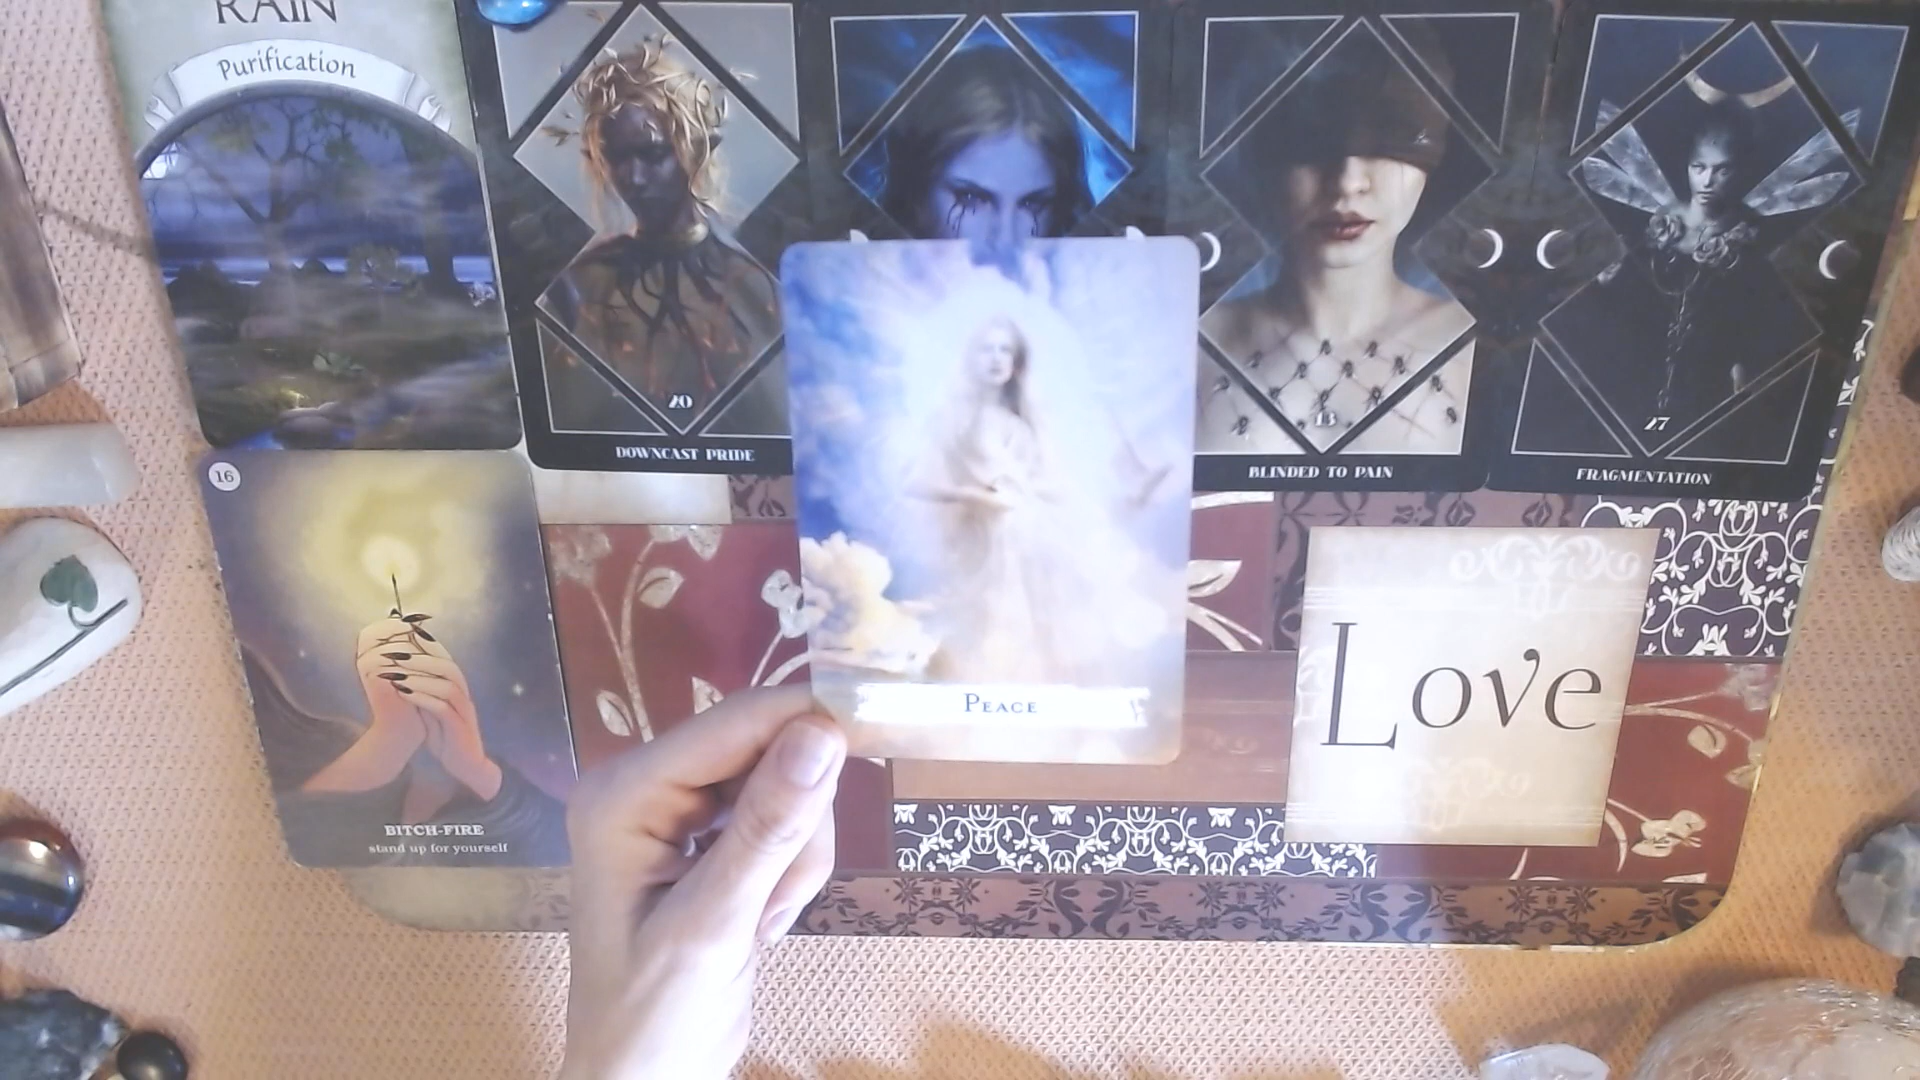 RAIN
Purification
20
DOWNCAST PRIDE
13
BLINDED TO PAIN
27
FRAGMENTATION
16
BITCH-FIRE
stand up for yourself
PEACE
Love